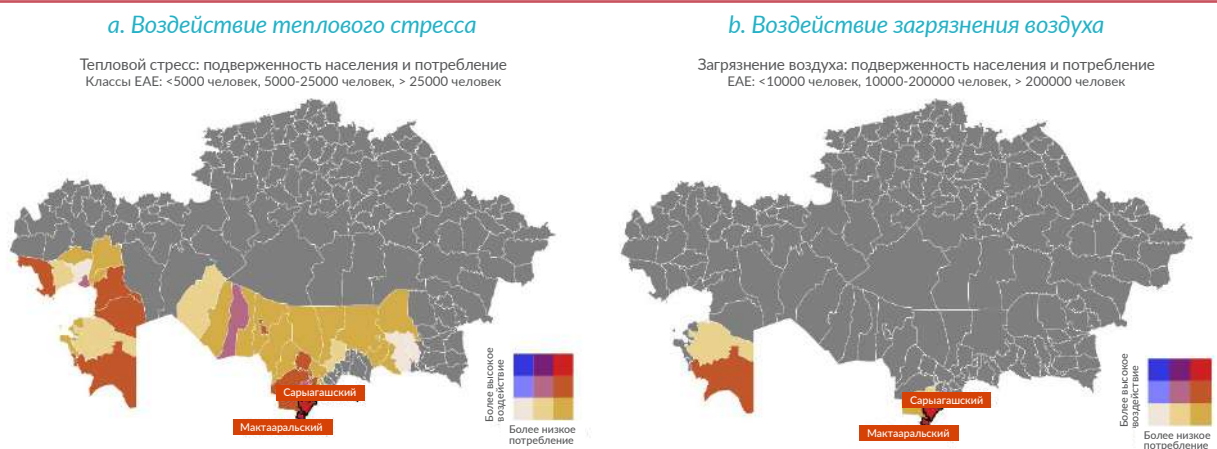 a. Воздействие теплового стресса
Тепловой стресс: подверженность населения и потребление
Классы EAE: <5000 человек, 5000-25000 человек, > 25000 человек
Сарыагашский
Мактааральский
Более высокое
воздействие
Более низкое
потребление
b. Воздействие загрязнения воздуха
Загрязнение воздуха: подверженность населения и потребление
EAE: <10000 человек, 10000-200000 человек, > 200000 человек
Сарыагашский
Мактааральский
Более высокое
воздействие
Более низкое
потребление